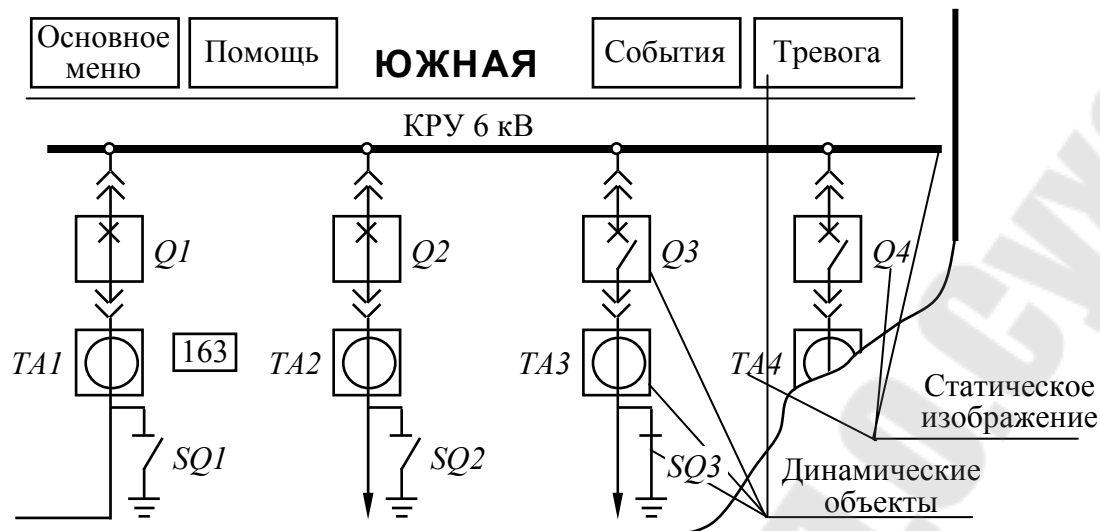 Основное
меню
Помощь
ЮЖНАЯ
События
Тревога
КРУ 6 кВ
Q1
Q2
Q3
Q4
TA1
163
TA2
TA3
TA4
Статическое
изображение
SQ1
SQ2
SQ3
Динамические
объекты